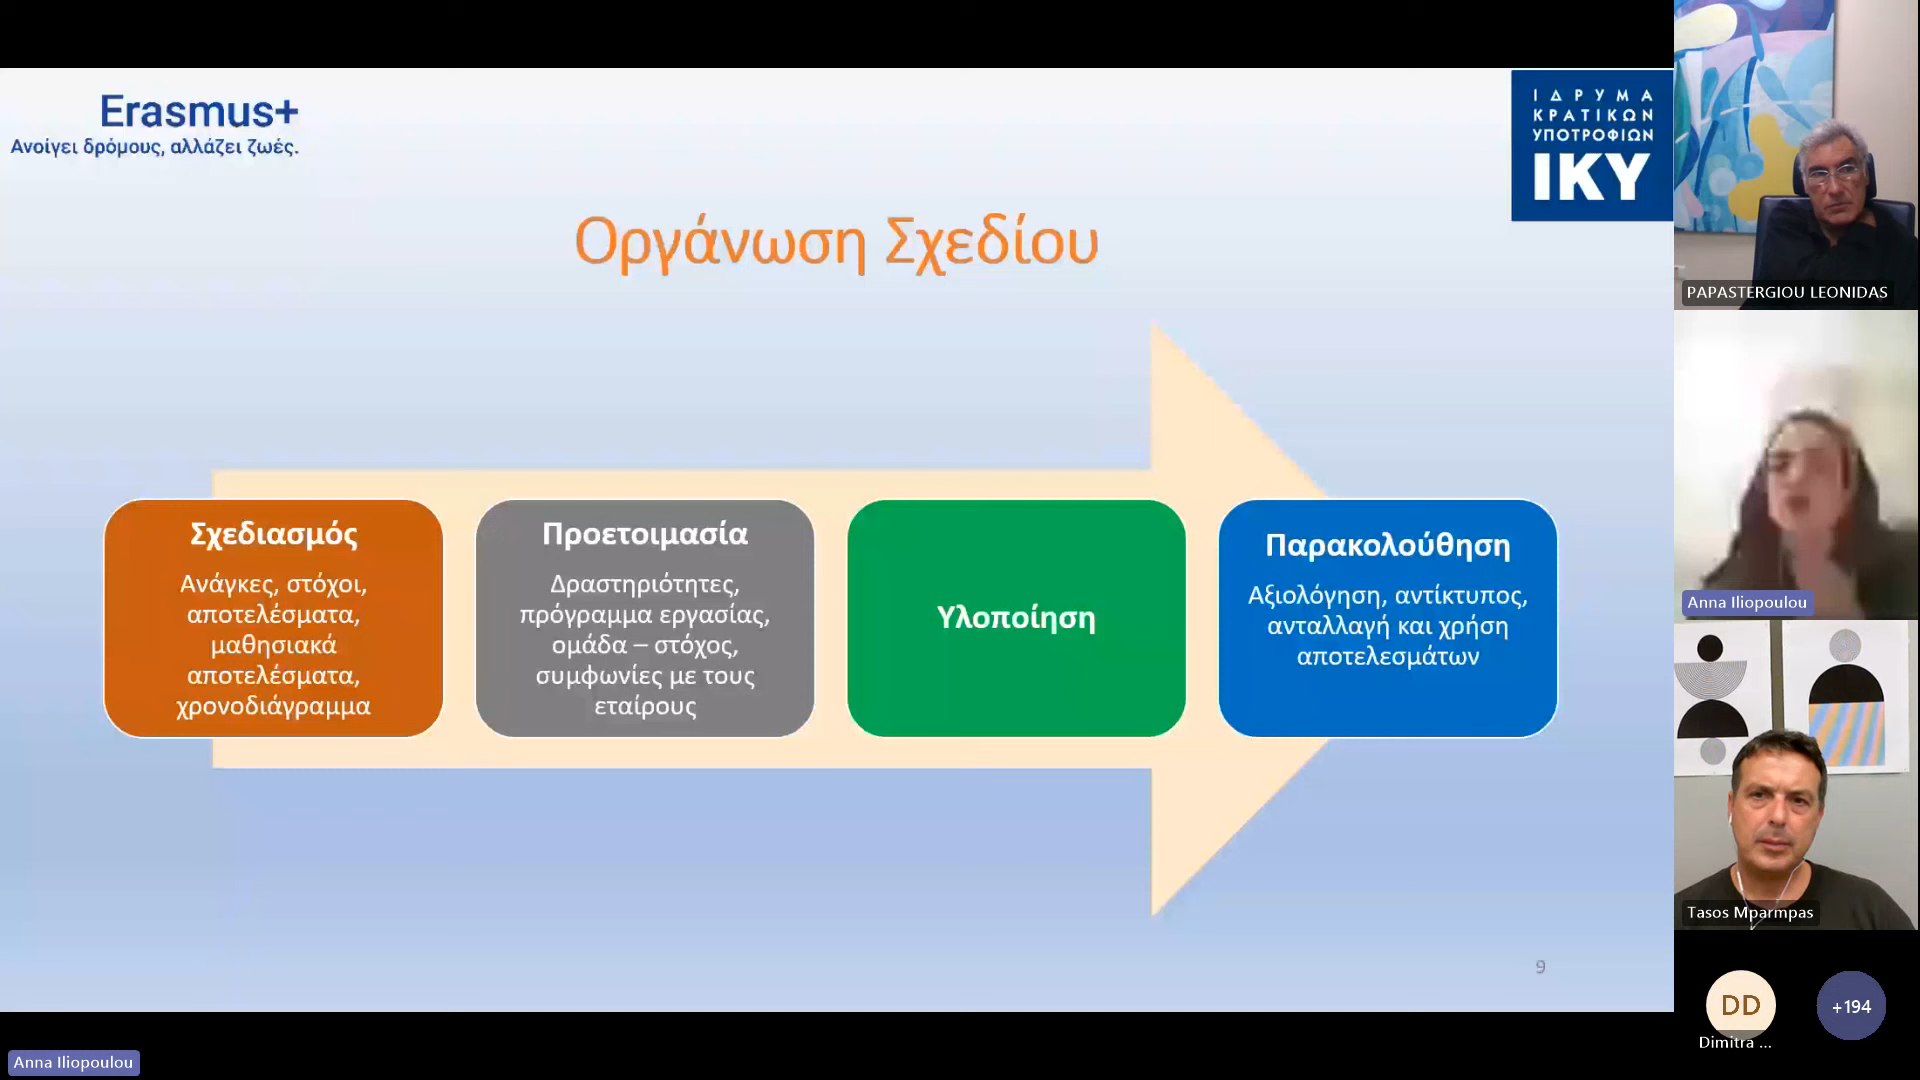 Erasmus+
Ανοίγει δρόμους, αλλάζει ζωές.
ΙΔΡΥΜΑ
ΚΡΑΤΙΚΩΝ
ΥΠΟΤΡΟΦΙΩΝ
ΙΚΥ
Οργάνωση Σχεδίου
Σχεδιασμός
Ανάγκες, στόχοι,
αποτελέσματα,
μαθησιακά
αποτελέσματα,
χρονοδιάγραμμα
Προετοιμασία
Δραστηριότητες,
πρόγραμμα εργασίας,
ομάδα – στόχος,
συμφωνίες με τους
εταίρους
Υλοποίηση
Παρακολούθηση
Αξιολόγηση, αντίκτυπος,
ανταλλαγή και χρήση
αποτελεσμάτων
9
PAPASTERGIOU LEONIDAS
Anna Iliopoulou
Tasos Mparmpas
DD
Dimitra ...
+194
Anna Iliopoulou